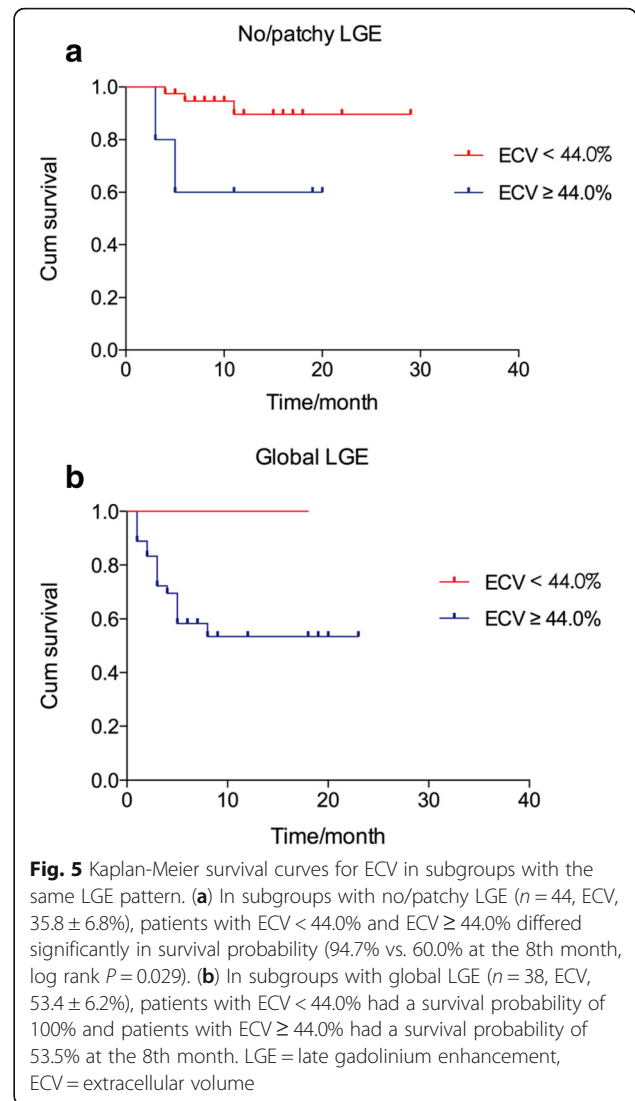 No/patchy LGE
a
1.0
0.8
0.6
0.4
0.2
0.0
Cum survival
0 10 20 30 40
Time/month
ECV < 44.0%
ECV ≥ 44.0%
Global LGE
b
1.0
0.8
0.6
0.4
0.2
0.0
Cum survival
0 10 20 30 40
Time/month
ECV < 44.0%
ECV ≥ 44.0%
Fig. 5 Kaplan-Meier survival curves for ECV in subgroups with the
same LGE pattern. (a) In subgroups with no/patchy LGE (n = 44, ECV,
35.8 ± 6.8%), patients with ECV < 44.0% and ECV ≥ 44.0% differed
significantly in survival probability (94.7% vs. 60.0% at the 8th month,
log rank P = 0.029). (b) In subgroups with global LGE (n = 38, ECV,
53.4 ± 6.2%), patients with ECV < 44.0% had a survival probability of
100% and patients with ECV ≥ 44.0% had a survival probability of
53.5% at the 8th month. LGE = late gadolinium enhancement,
ECV = extracellular volume